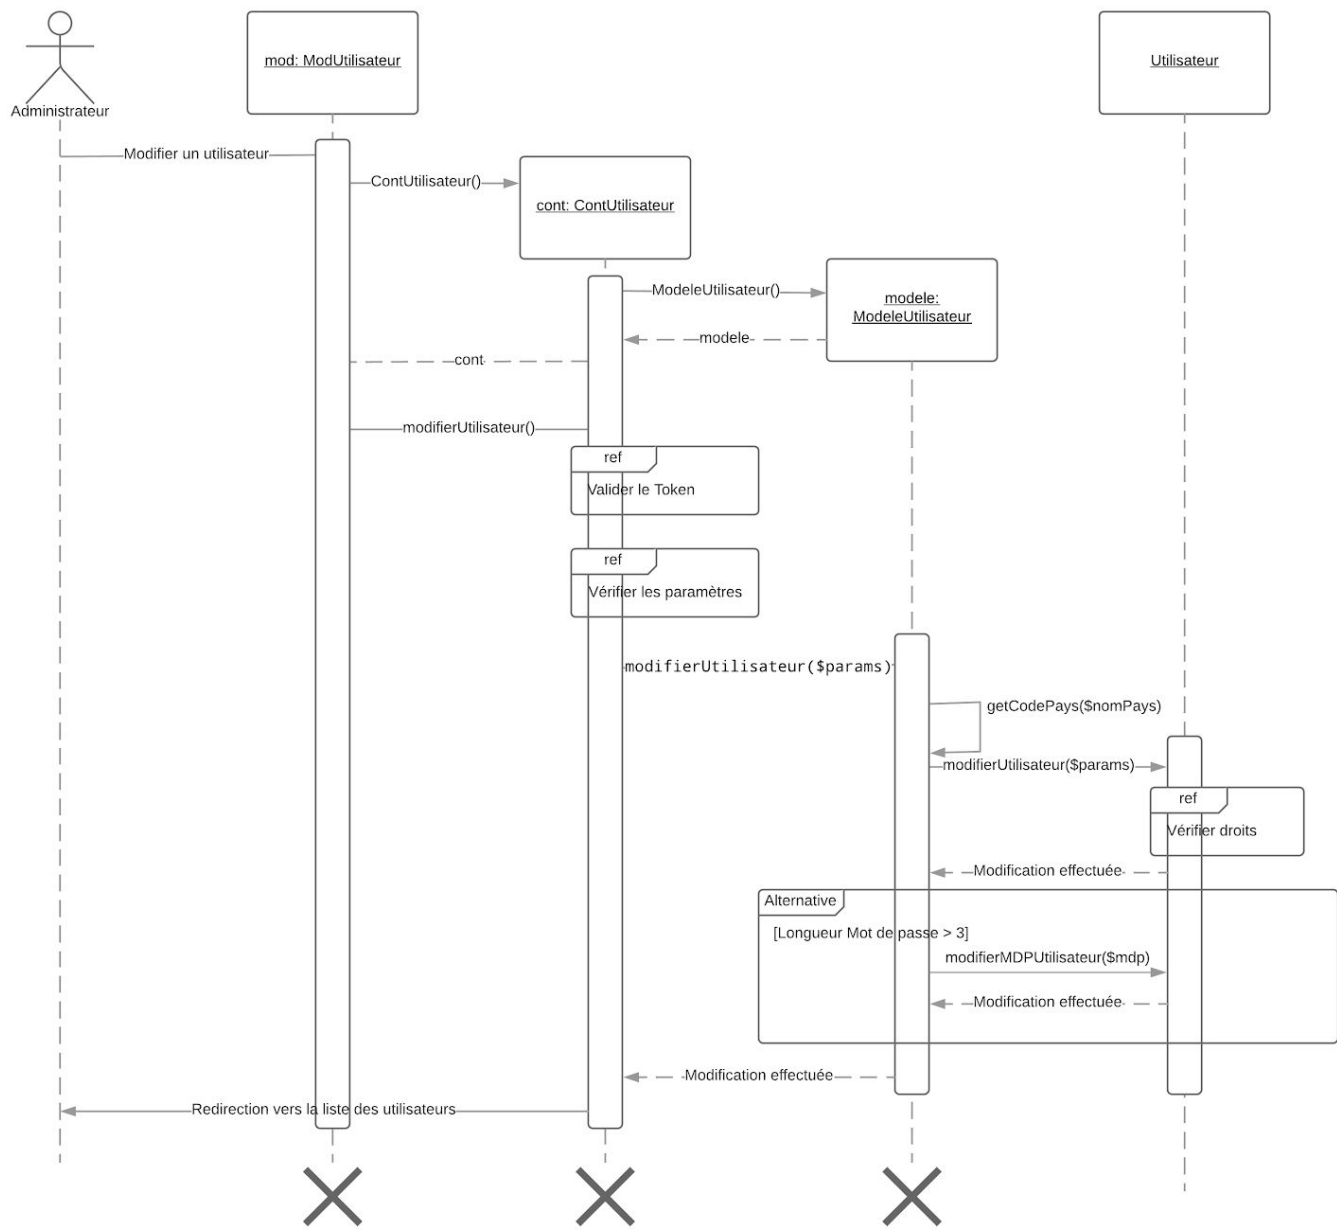 Administrateur
mod: ModUtilisateur
Utilisateur
Modifier un utilisateur
ContUtilisateur()
cont: ContUtilisateur
ModeleUtilisateur()
modele:
ModeleUtilisateur
modele
cont
modifierUtilisateur()
ref
Valider le Token
ref
Vérifier les paramètres
modifierUtilisateur($params)
getCodePays($nomPays)
modifierUtilisateur($params)
ref
Vérifier droits
Modification effectuée
Alternative
[Longueur Mot de passe > 3]
modifierMDPUtilisateur($mdp)
Modification effectuée
Modification effectuée
Redirection vers la liste des utilisateurs